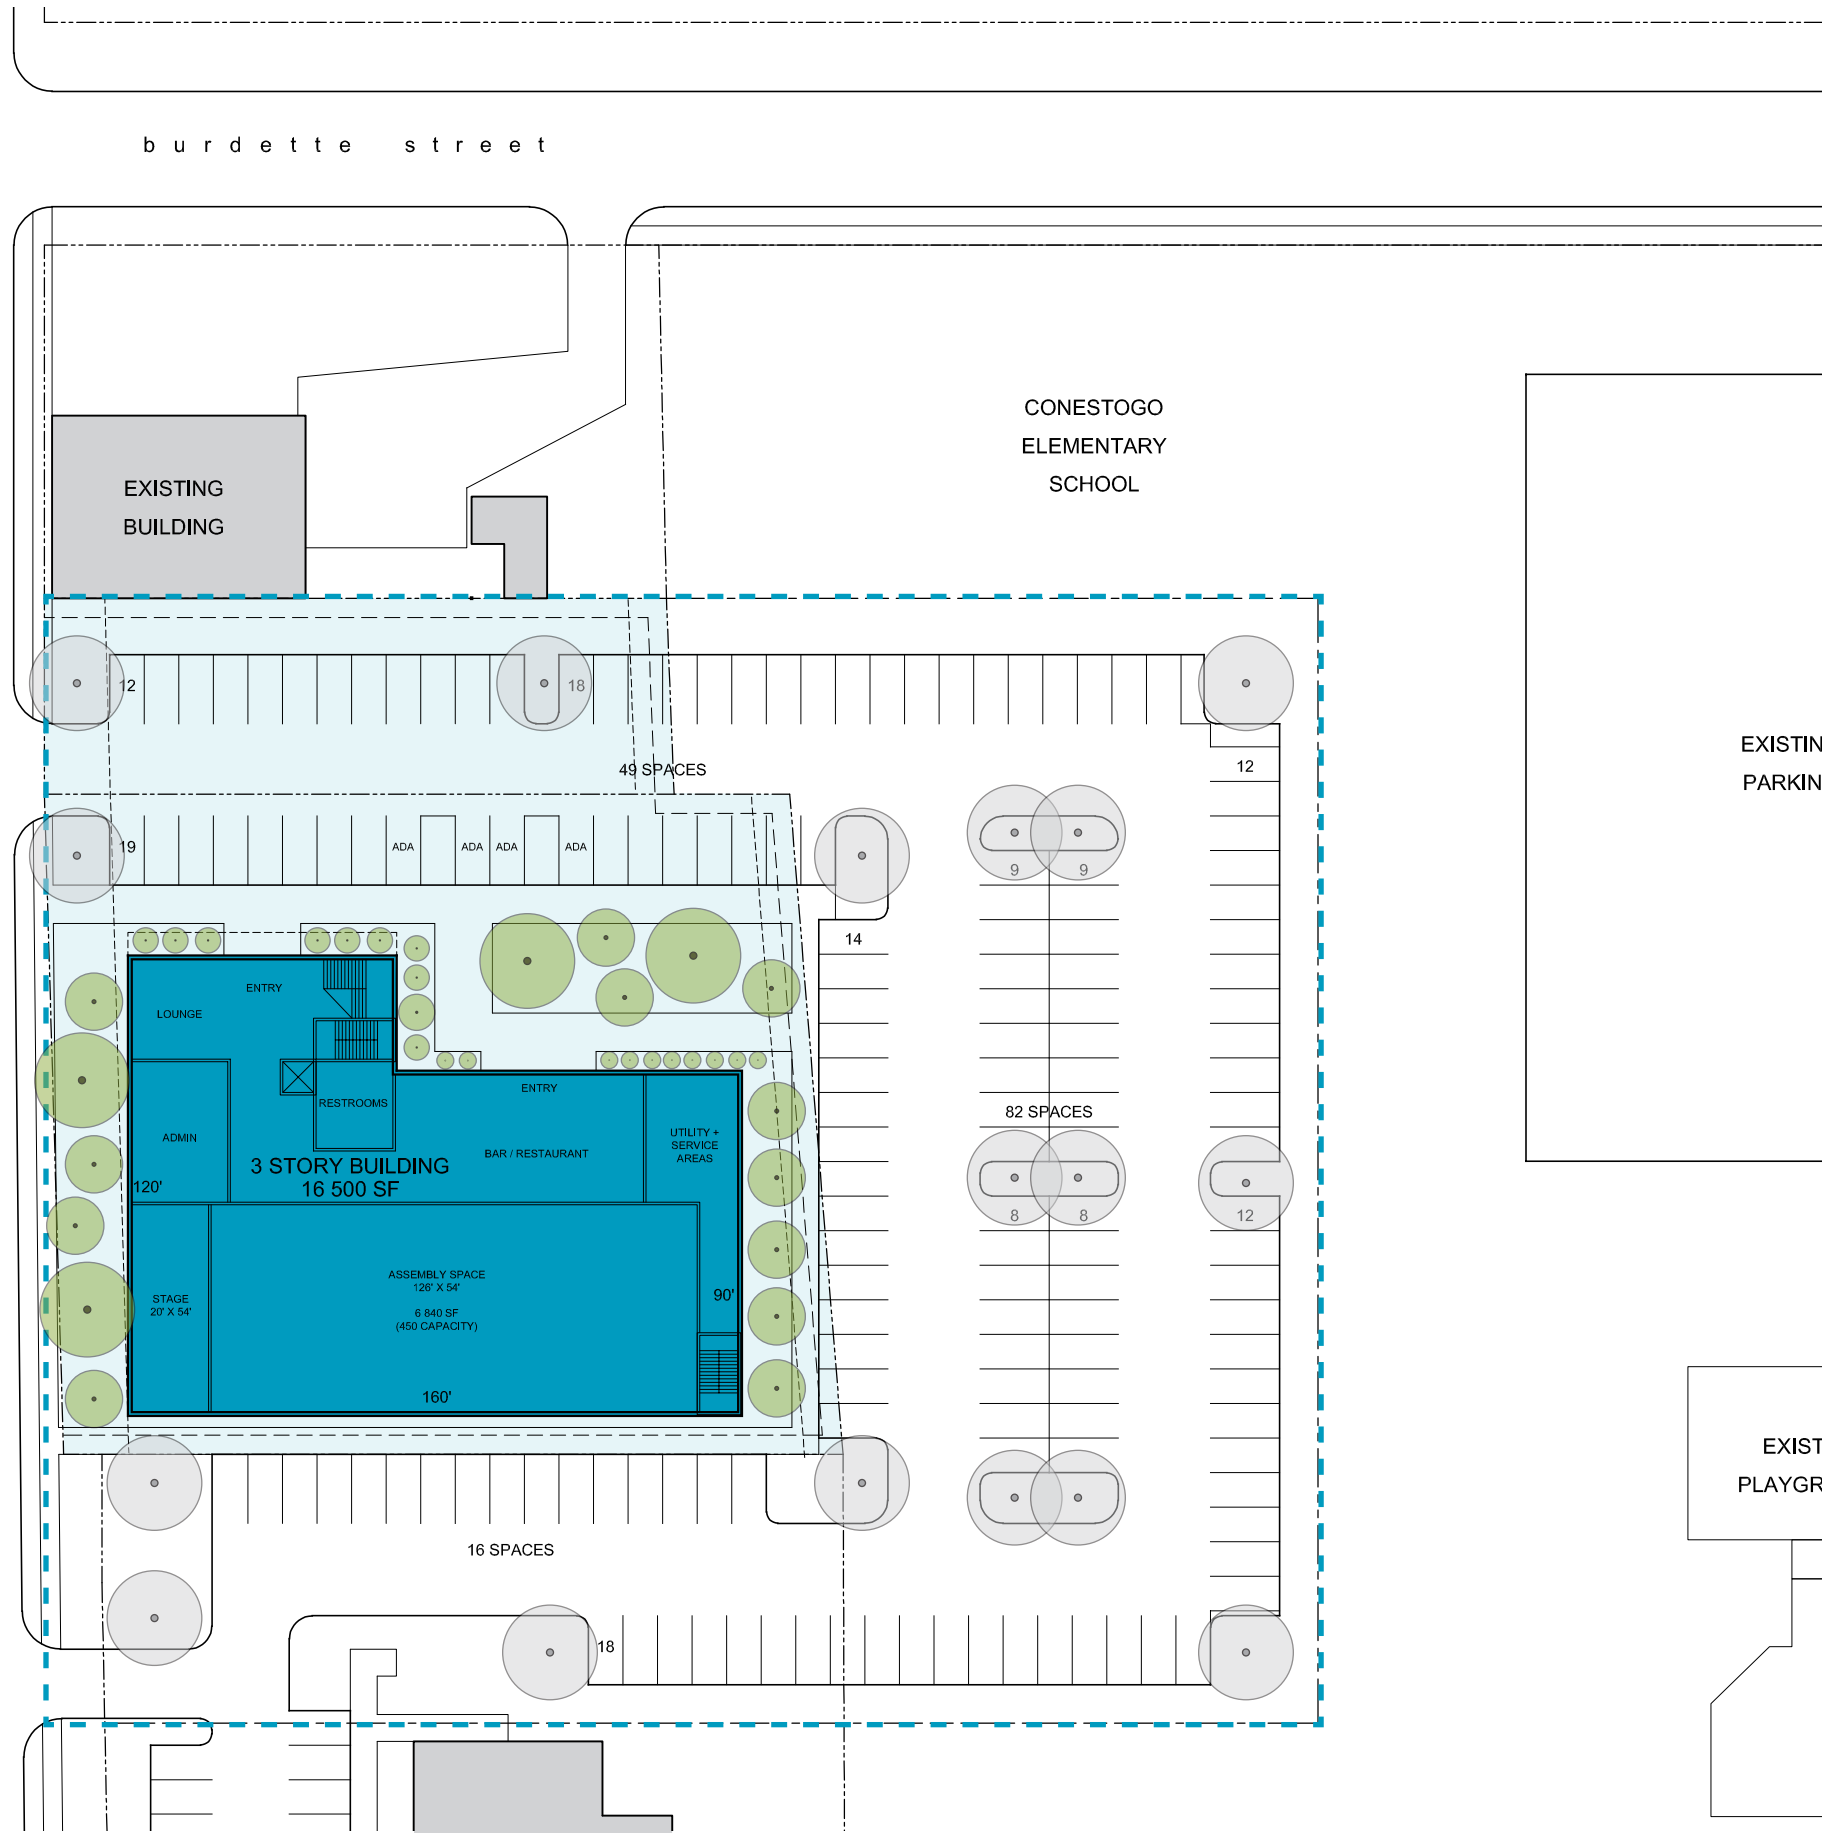 burdette street
CONESTOGO
ELEMENTARY
SCHOOL
EXISTING
BUILDING
12
18
49 SPACES
12
EXISTIN
PARKIN
19
ADA
ADA
ADA
ADA
9
9
14
ENTRY
LOUNGE
RESTROOMS
ENTRY
82 SPACES
ADMIN
UTILITY +
SERVICE
AREAS
BAR / RESTAURANT
3 STORY BUILDING
16 500 SF
120'
8
8
12
ASSEMBLY SPACE
126' X 54'
6 840 SF
(450 CAPACITY)
STAGE
20' X 54'
90'
160'
EXIST
PLAYGR
16 SPACES
18